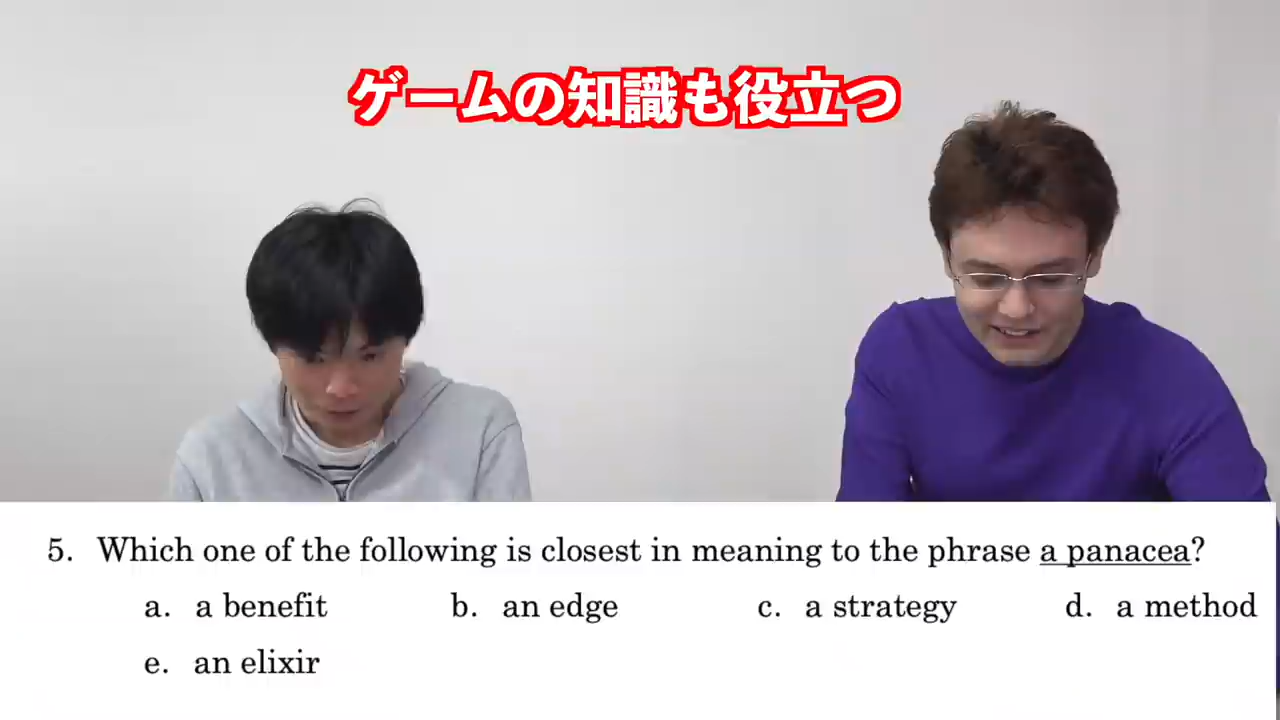 ゲームの知識も役立つ
5. Which one of the following is closest in meaning to the phrase a panacea?
a. a benefit b. an edge c. a strategy d. a method
e. an elixir